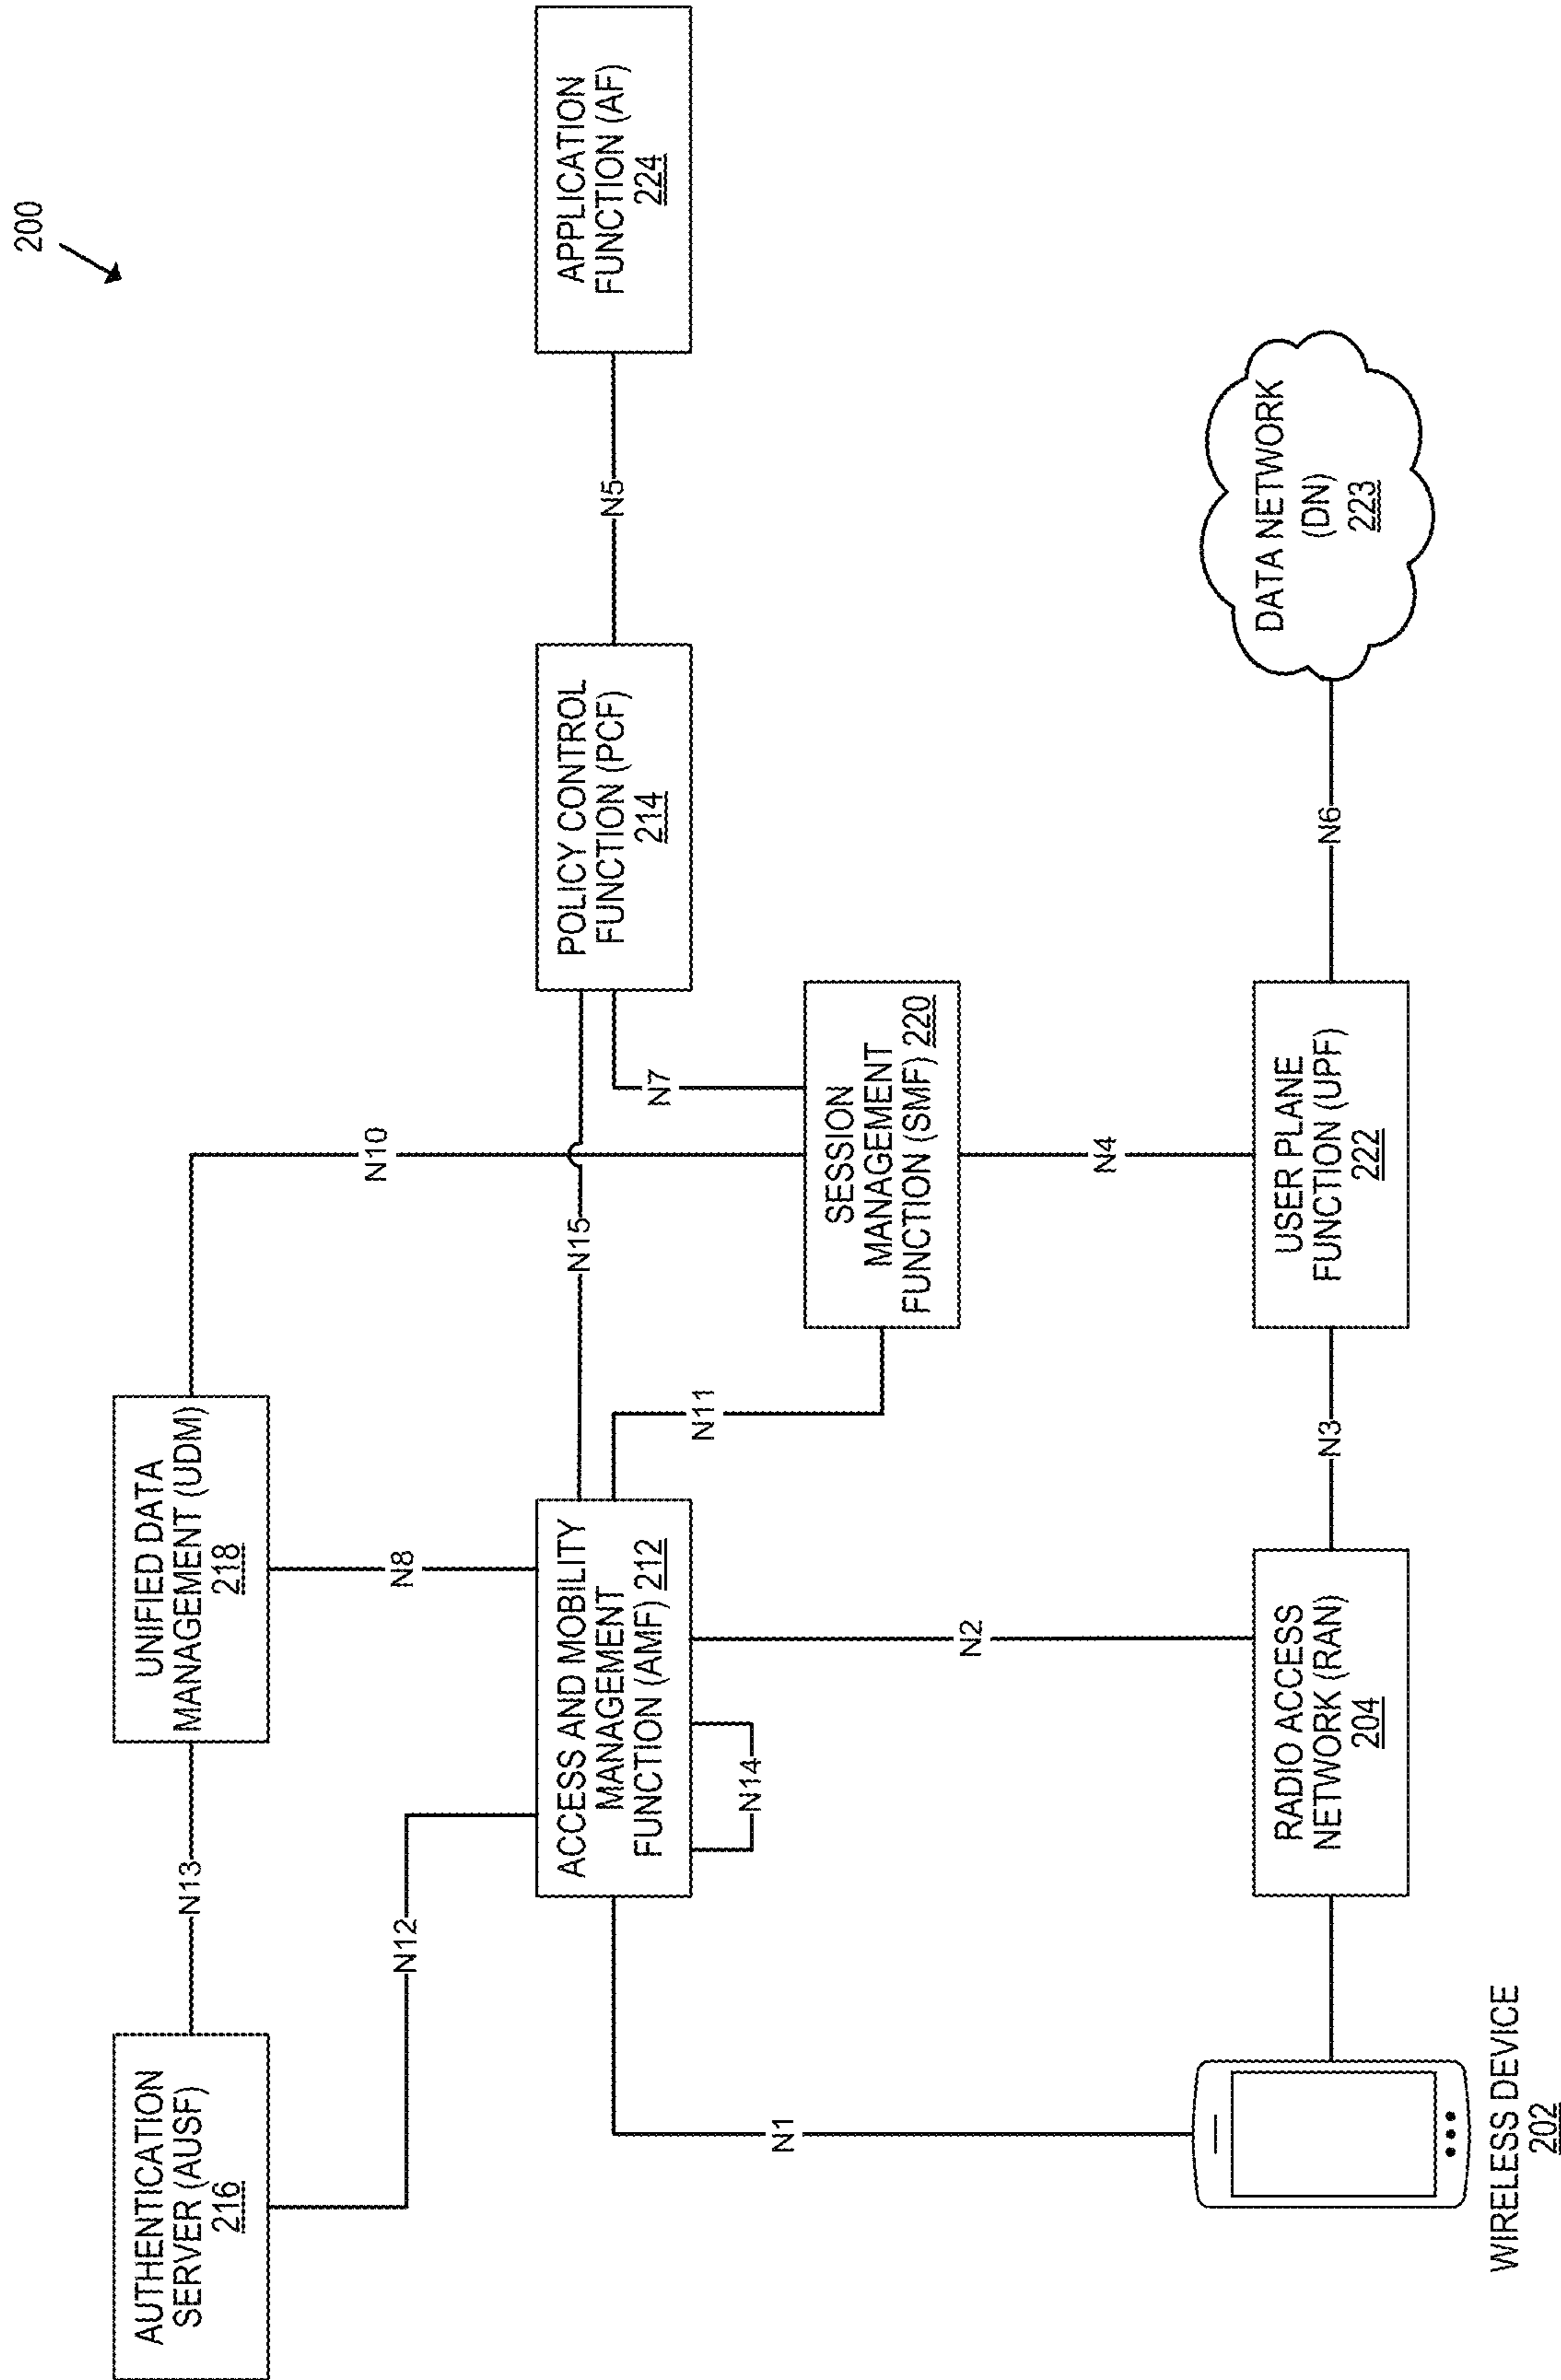 200
AUTHENTICATION
SERVER (AUSF)
216
N13
UNIFIED DATA
MANAGEMENT (UDM)
218
N10
N12
N8
ACCESS AND MOBILITY
MANAGEMENT
FUNCTION (AMF) 212
N15
POLICY CONTROL
FUNCTION (PCF)
214
N5
APPLICATION
FUNCTION (AF)
224
N7
N11
N14
SESSION
MANAGEMENT
FUNCTION (SMF) 220
N1
N2
N4
WIRELESS DEVICE
202
RADIO ACCESS
NETWORK (RAN)
204
N3
USER PLANE
FUNCTION (UPF)
222
N6
DATA NETWORK
(DN)
223